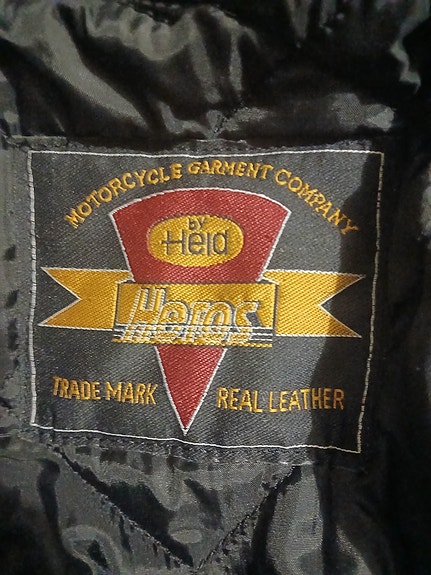 MOTORCYCLE GARMENT COMPANY
BY
Held
Heros
TRADE MARK
REAL LEATHER